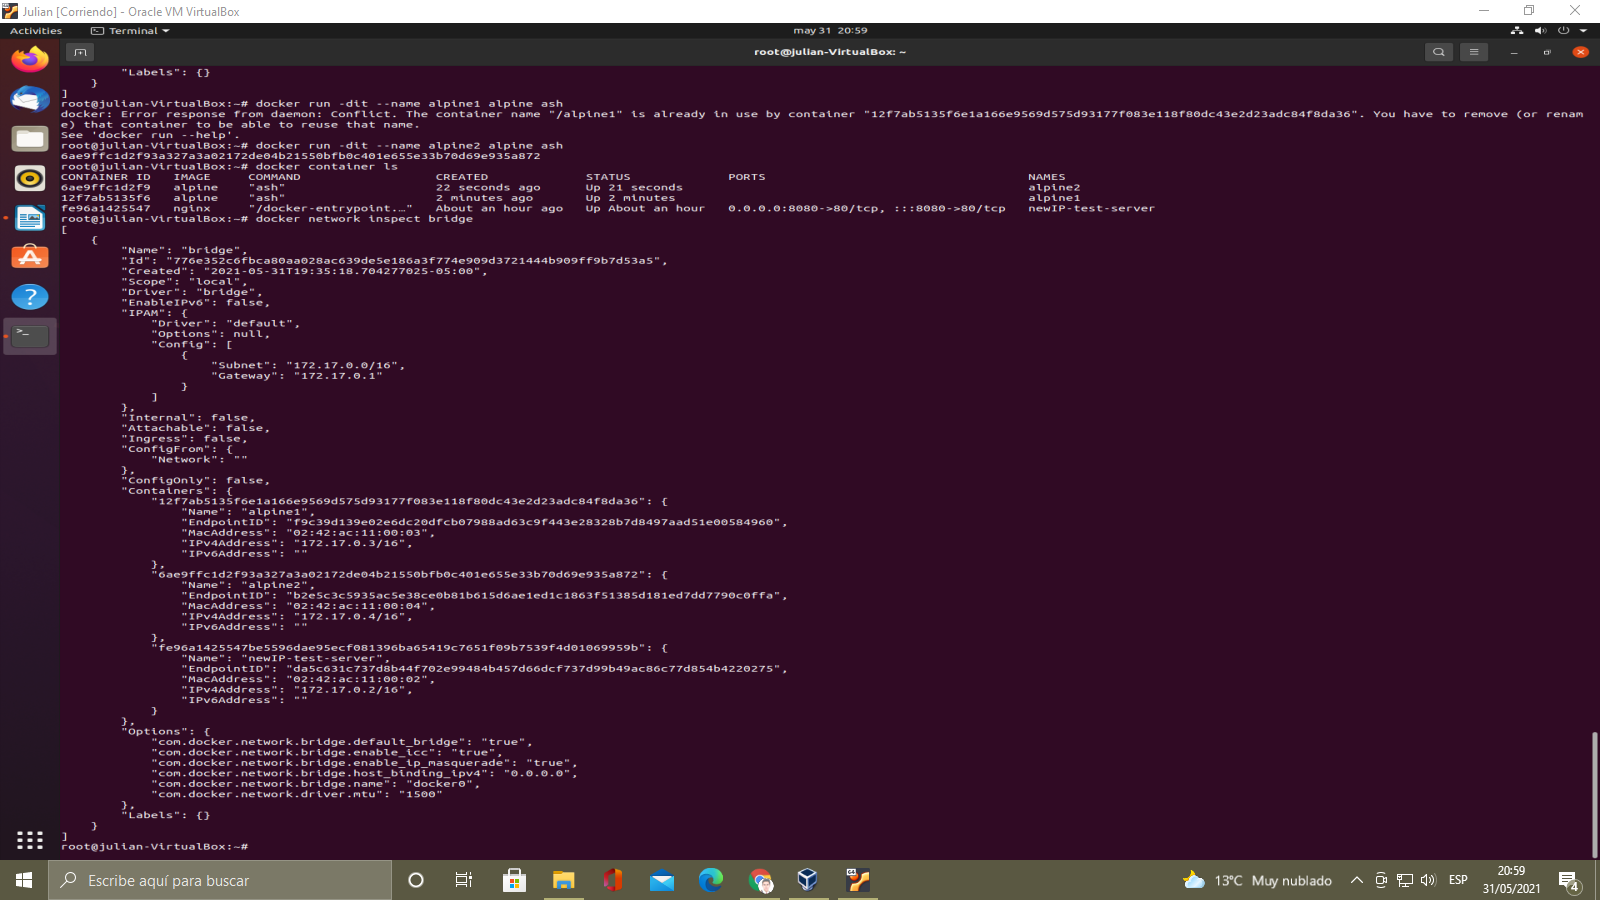 Julian [Corriendo] - Oracle VM VirtualBox
Activities
Terminal
may 31 20:59
root@julian-VirtualBox: ~
        "Labels": {}
    }
]
root@julian-VirtualBox:~# docker run -dit --name alpine1 alpine ash
docker: Error response from daemon: Conflict. The container name "/alpine1" is already in use by container "12f7ab5135f6e1a166e9569d575d93177f083e118f80dc43e2d23adc84f8da36". You have to remove (or renam
e) that container to be able to reuse that name.
See 'docker run --help'.
root@julian-VirtualBox:~# docker run -dit --name alpine2 alpine ash
6ae9ffc1d2f93a327a3a02172de04b21550bfb0c401e655e33b70d69e935a872
root@julian-VirtualBox:~# docker container ls
CONTAINER ID   IMAGE     COMMAND                  CREATED             STATUS             PORTS                                   NAMES
6ae9ffc1d2f9   alpine    "ash"                    22 seconds ago      Up 21 seconds                                              alpine2
12f7ab5135f6   alpine    "ash"                    2 minutes ago       Up 2 minutes                                               alpine1
fe96a1425547   nginx     "/docker-entrypoint.…"   About an hour ago   Up About an hour   0.0.0.0:8080->80/tcp, :::8080->80/tcp   newIP-test-server
root@julian-VirtualBox:~# docker network inspect bridge
[
    {
        "Name": "bridge",
        "Id": "776e352c6fbca80aa028ac639de5e186a3f774e909d3721444b909ff9b7d53a5",
        "Created": "2021-05-31T19:35:18.704277025-05:00",
        "Scope": "local",
        "Driver": "bridge",
        "EnableIPv6": false,
        "IPAM": {
            "Driver": "default",
            "Options": null,
            "Config": [
                {
                    "Subnet": "172.17.0.0/16",
                    "Gateway": "172.17.0.1"
                }
            ]
        },
        "Internal": false,
        "Attachable": false,
        "Ingress": false,
        "ConfigFrom": {
            "Network": ""
        },
        "ConfigOnly": false,
        "Containers": {
            "12f7ab5135f6e1a166e9569d575d93177f083e118f80dc43e2d23adc84f8da36": {
                "Name": "alpine1",
                "EndpointID": "f9c39d139e02e6dc20dfcb07988ad63c9f443e28328b7d8497aad51e00584960",
                "MacAddress": "02:42:ac:11:00:03",
                "IPv4Address": "172.17.0.3/16",
                "IPv6Address": ""
            },
            "6ae9ffc1d2f93a327a3a02172de04b21550bfb0c401e655e33b70d69e935a872": {
                "Name": "alpine2",
                "EndpointID": "b2e5c3c5935ac5e38ce0b81b615d6ae1ed1c1863f51385d181ed7dd7790c0ffa",
                "MacAddress": "02:42:ac:11:00:04",
                "IPv4Address": "172.17.0.4/16",
                "IPv6Address": ""
            },
            "fe96a1425547be5596dae95ecf081396ba65419c7651f09b7539f4d01069959b": {
                "Name": "newIP-test-server",
                "EndpointID": "da5c631c737d8b44f702e99484b457d66dcf737d99b49ac86c77d854b4220275",
                "MacAddress": "02:42:ac:11:00:02",
                "IPv4Address": "172.17.0.2/16",
                "IPv6Address": ""
            }
        },
        "Options": {
            "com.docker.network.bridge.default_bridge": "true",
            "com.docker.network.bridge.enable_icc": "true",
            "com.docker.network.bridge.enable_ip_masquerade": "true",
            "com.docker.network.bridge.host_binding_ipv4": "0.0.0.0",
            "com.docker.network.bridge.name": "docker0",
            "com.docker.network.driver.mtu": "1500"
        },
        "Labels": {}
    }
]
root@julian-VirtualBox:~#
Escribe aquí para buscar
13°C Muy nublado
ESP
20:59
31/05/2021
4